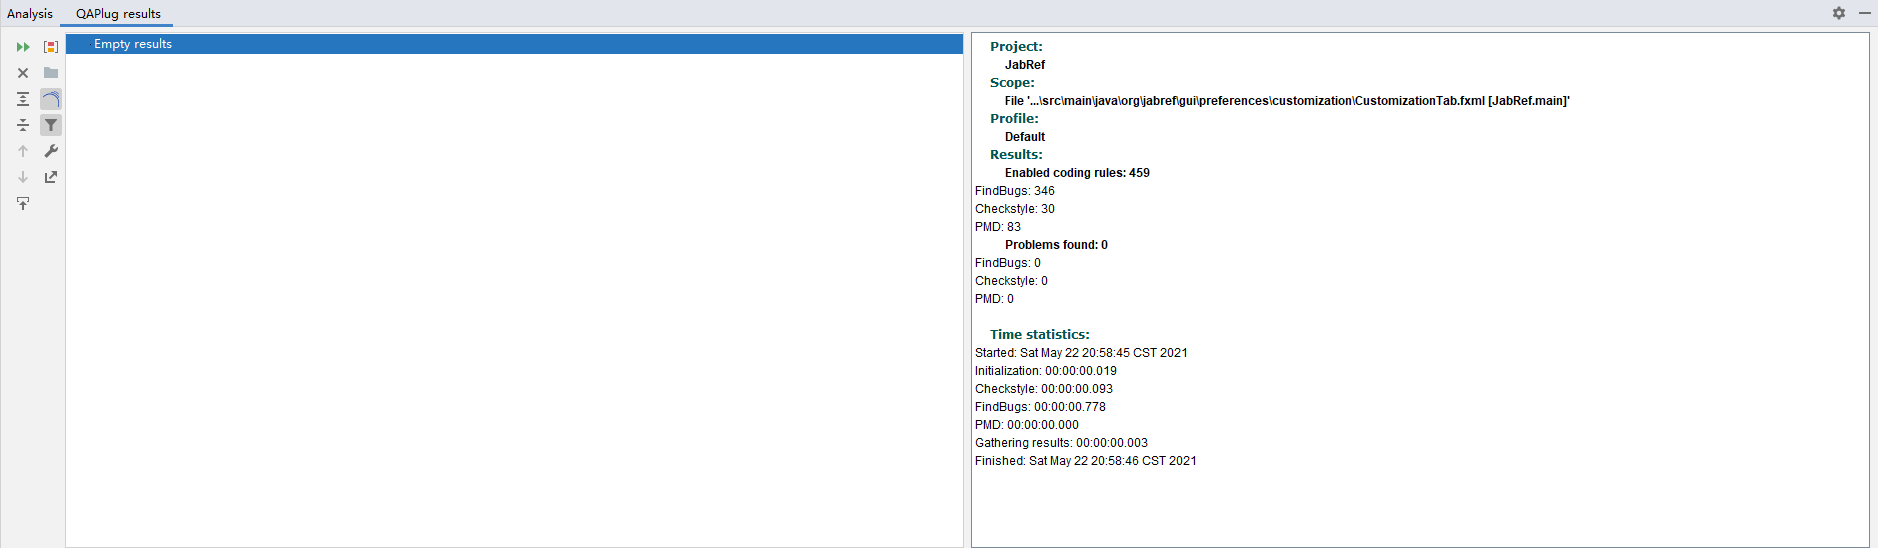 Analysis QAPlug results
Empty results
Project:
JabRef
Scope:
File '...\src\main\java\org\jabref\gui\preferences\customization\CustomizationTab.fxml [JabRef.main]'
Profile:
Default
Results:
Enabled coding rules: 459
FindBugs: 346
Checkstyle: 30
PMD: 83
Problems found: 0
FindBugs: 0
Checkstyle: 0
PMD: 0
Time statistics:
Started: Sat May 22 20:58:45 CST 2021
Initialization: 00:00:00.019
Checkstyle: 00:00:00.093
FindBugs: 00:00:00.778
PMD: 00:00:00.000
Gathering results: 00:00:00.003
Finished: Sat May 22 20:58:46 CST 2021